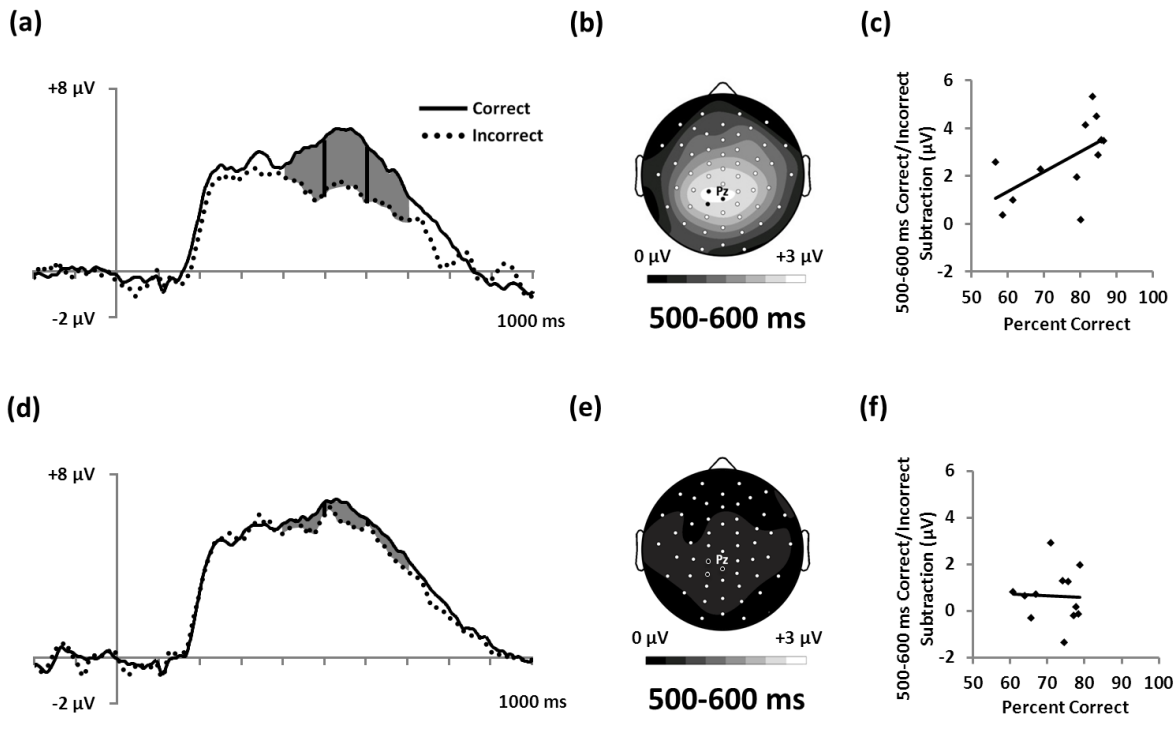 (a)
+8 µV
Correct
Incorrect
-2 µV
1000 ms
(b)
Pz
0 µV
+3 µV
500-600 ms
(c)
500-600 ms Correct/Incorrect
Subtraction (µV)
6
4
2
0
-2
50 60 70 80 90 100
Percent Correct
(d)
+8 µV
-2 µV
1000 ms
(e)
Pz
0 µV
+3 µV
500-600 ms
(f)
500-600 ms Correct/Incorrect
Subtraction (µV)
6
4
2
0
-2
50 60 70 80 90 100
Percent Correct